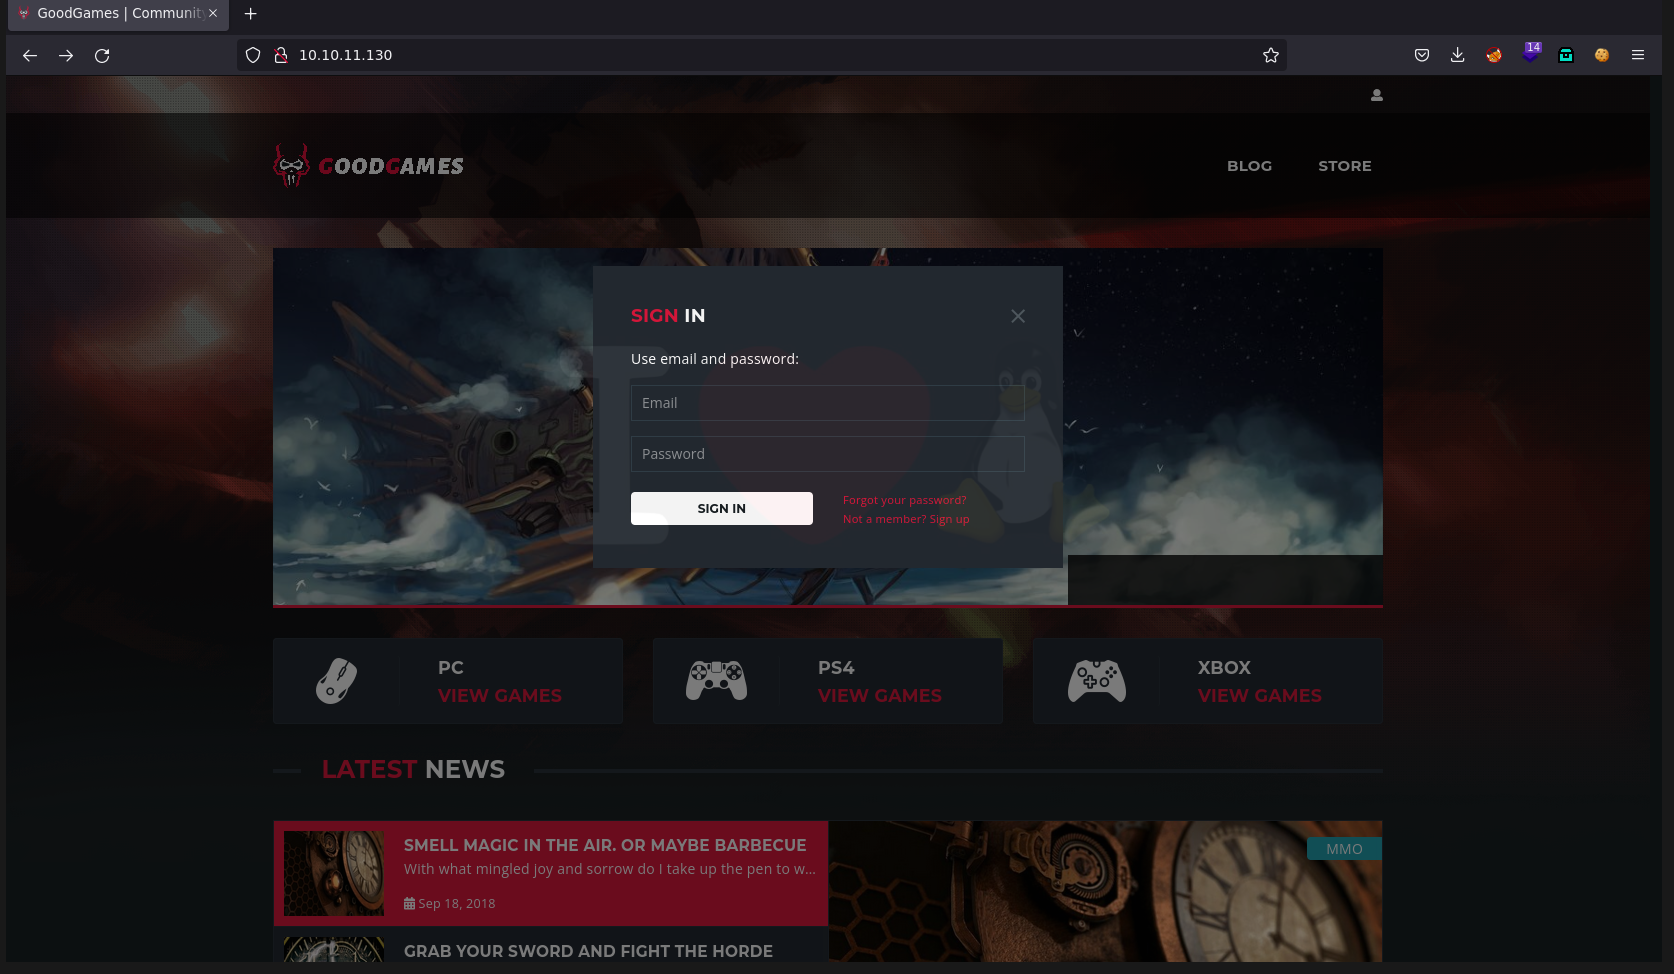 GoodGames | Community
10.10.11.130
14
GOODGAMES
BLOG
STORE
SIGN IN
Use email and password:
Email
Password
SIGN IN
Forgot your password?
Not a member? Sign up
PC
VIEW GAMES
PS4
VIEW GAMES
XBOX
VIEW GAMES
LATEST NEWS
SMELL MAGIC IN THE AIR. OR MAYBE BARBECUE
With what mingled joy and sorrow do I take up the pen to w...
Sep 18, 2018
MMO
GRAB YOUR SWORD AND FIGHT THE HORDE